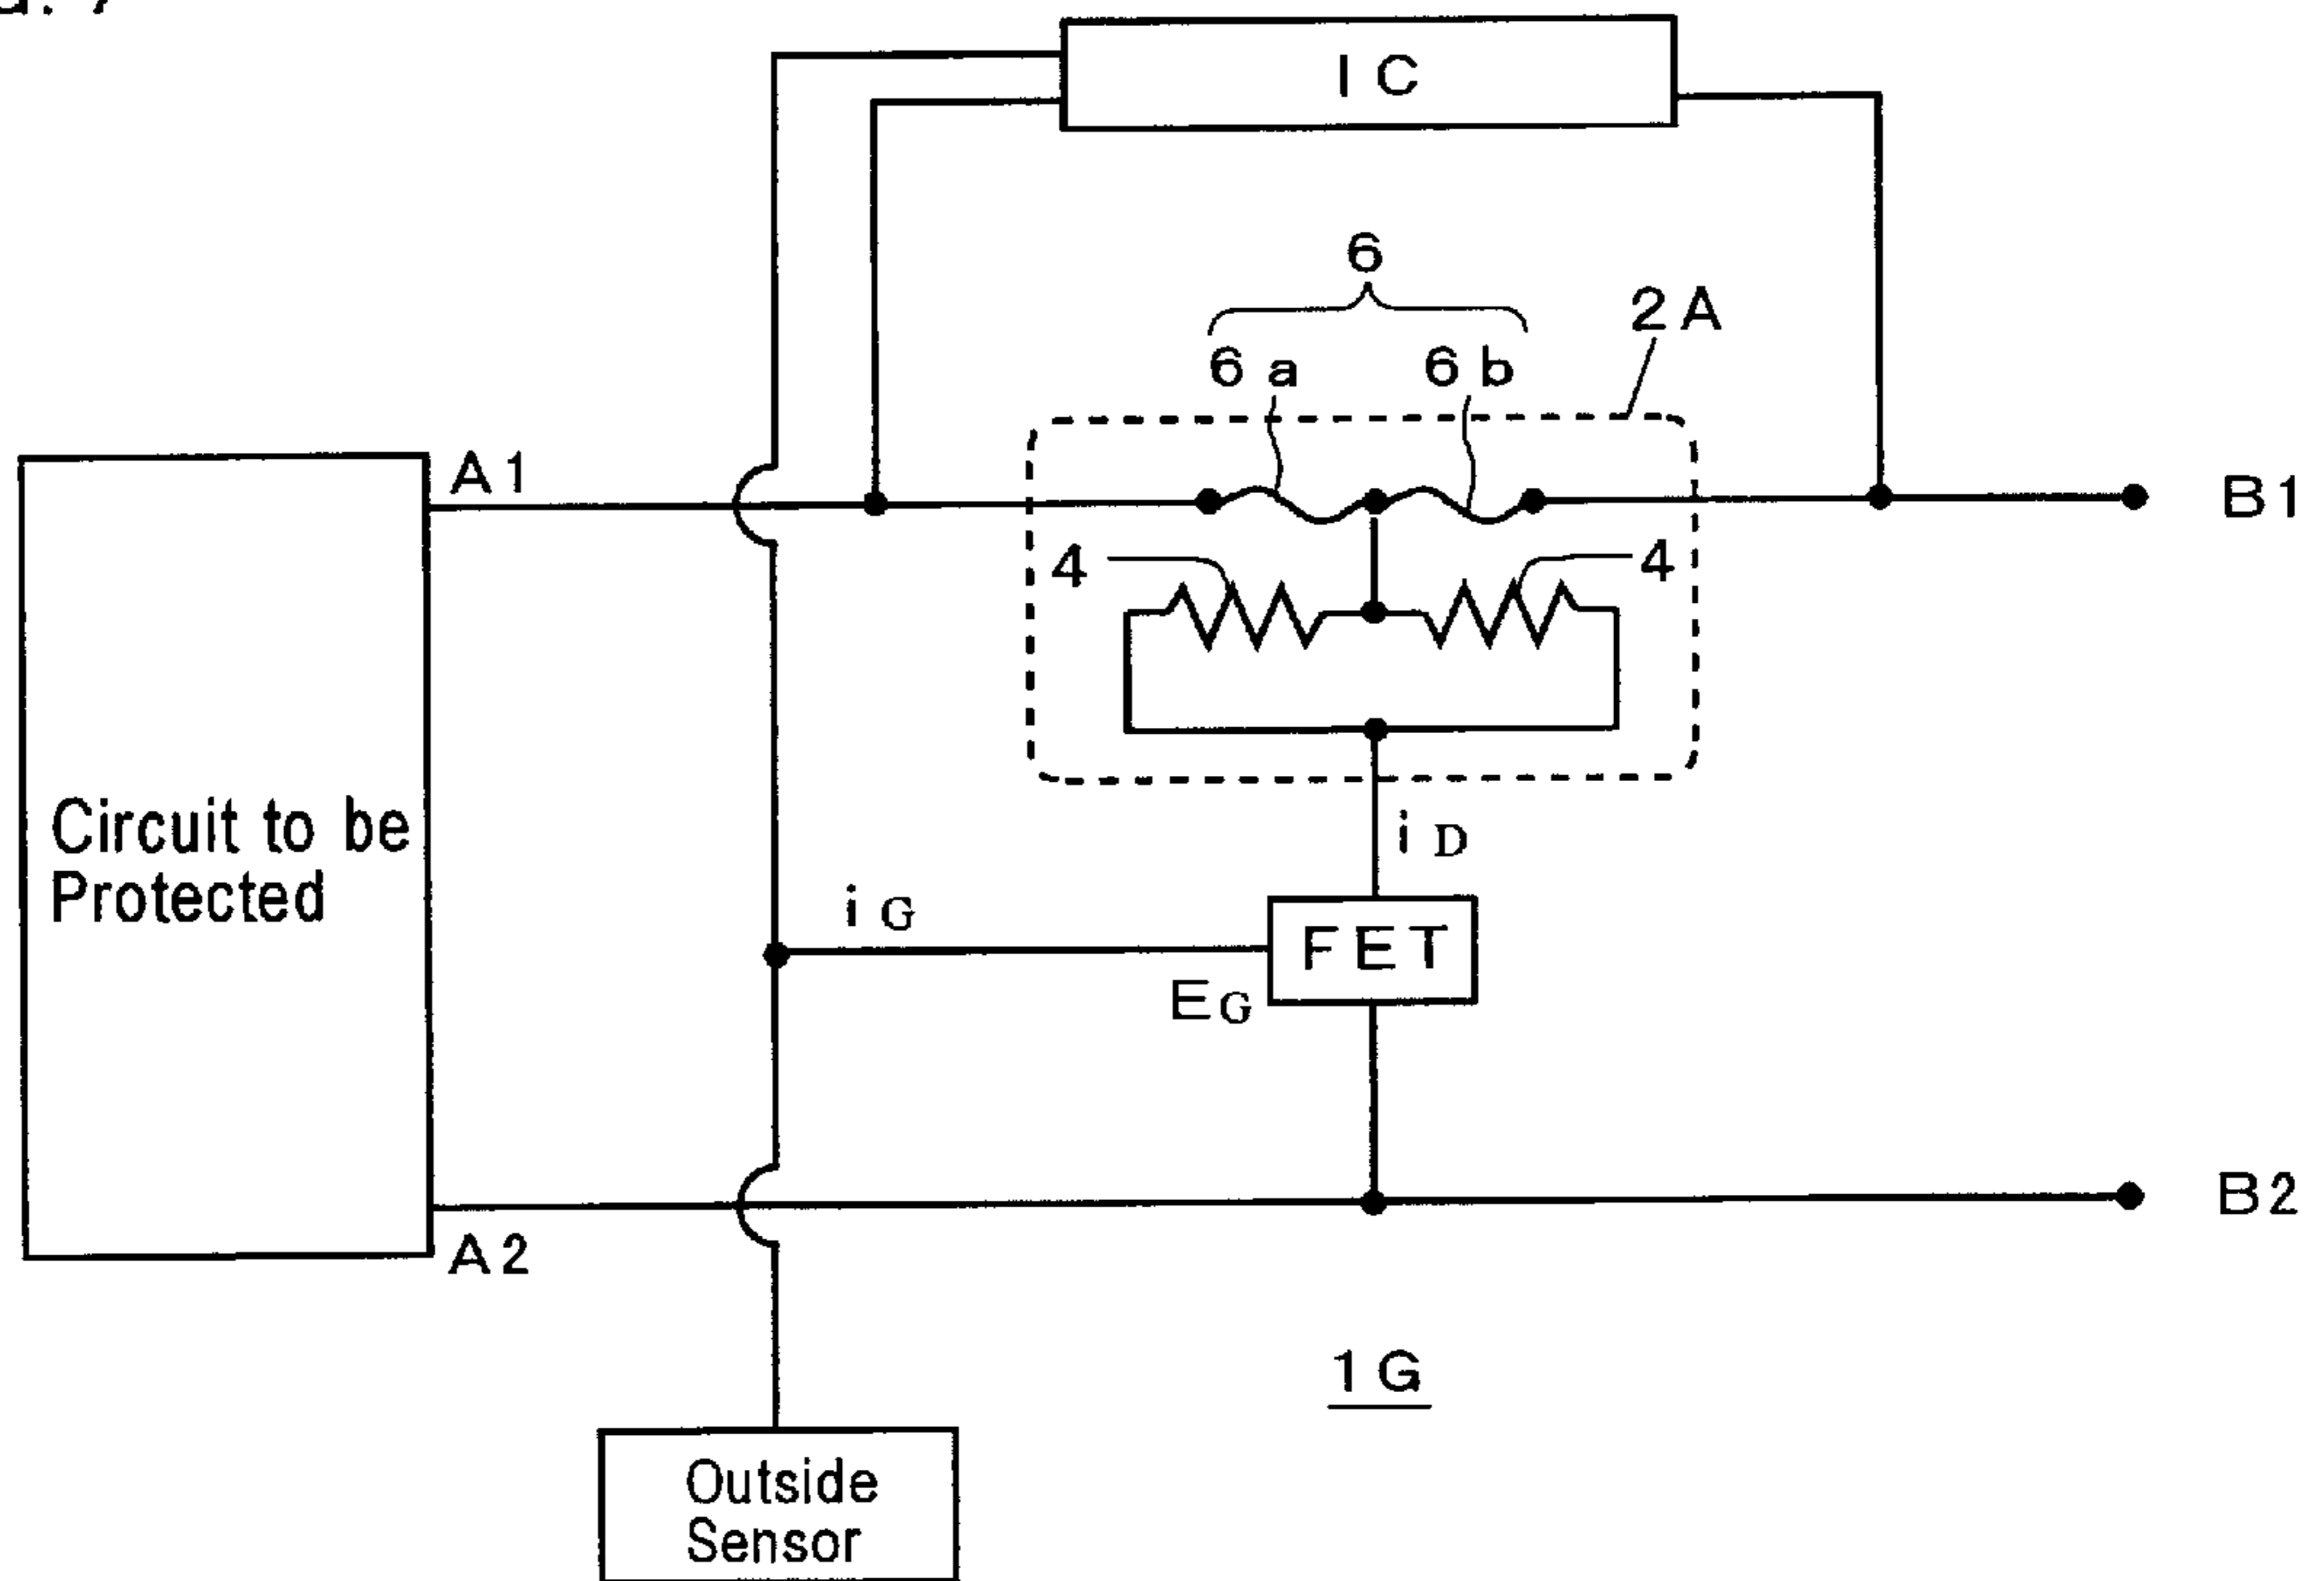 IC
6
2A
6a 6b
A1
B1
4 4
iD
Circuit to be
Protected
iG
FET
EG
B2
A2
1G
Outside
Sensor